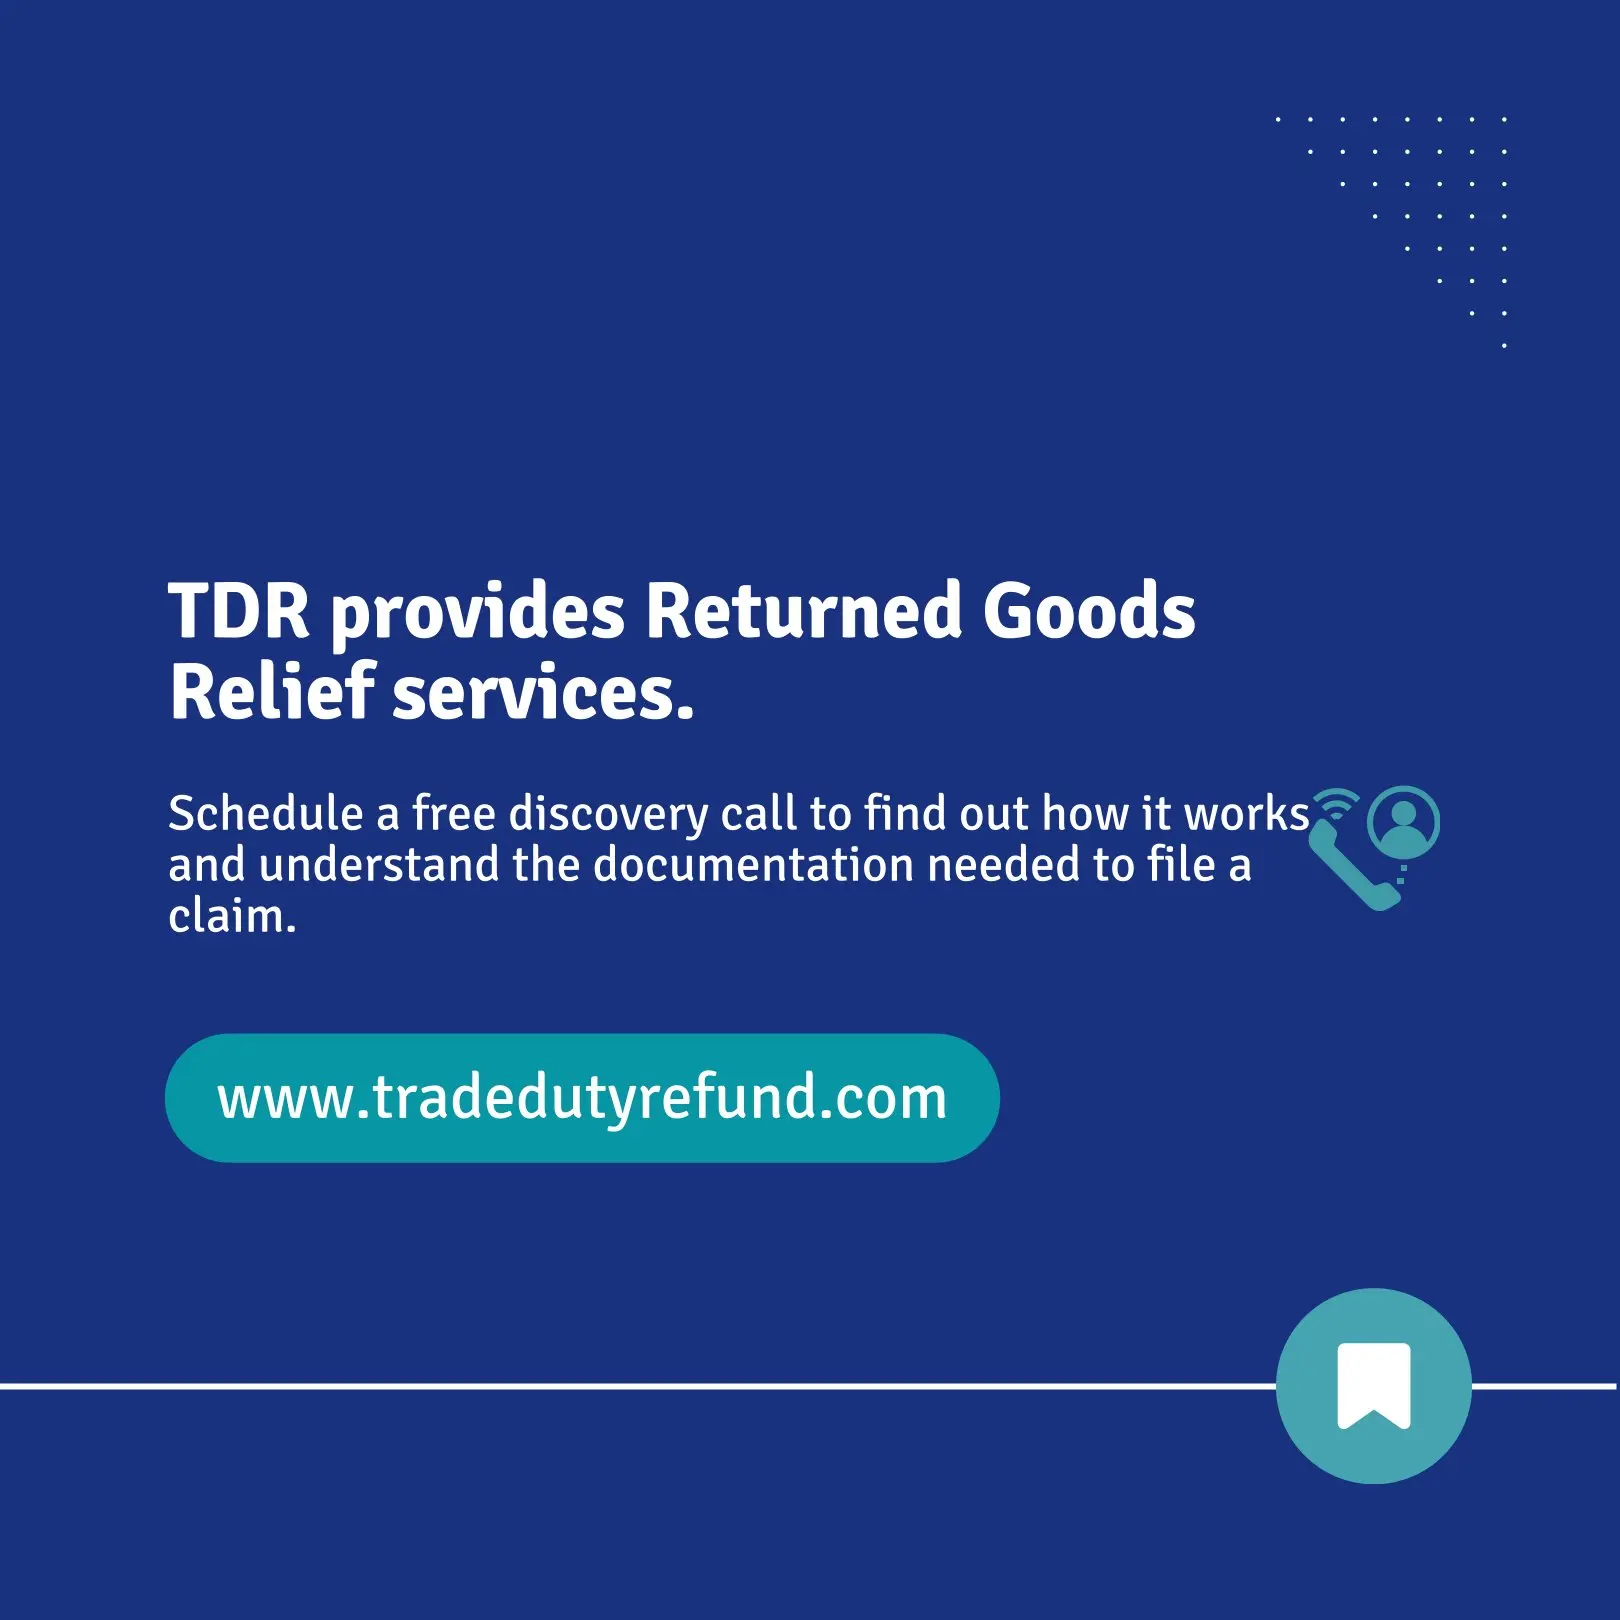 TDR provides Returned Goods
Relief services.
Schedule a free discovery call to find out how it works
and understand the documentation needed to file a
claim.
www.tradedutyrefund.com